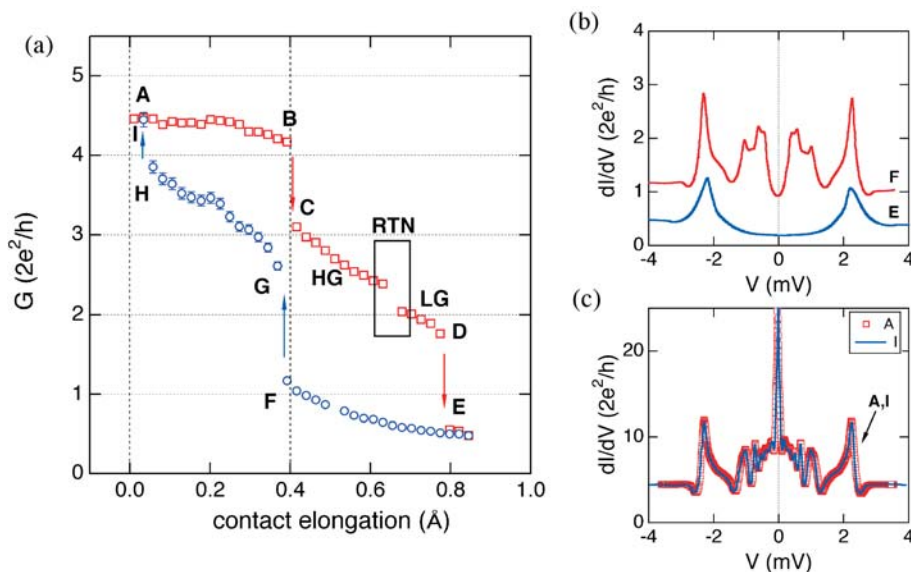 (a)
5
4
3
2
1
0
G (2e²/h)
0.0 0.2 0.4 0.6 0.8 1.0
contact elongation (Å)
A
B
I
H
C
RTN
HG
LG
G
D
F
E
(b)
4
3
2
1
0
dI/dV (2e²/h)
F
E
-4 -2 0 2 4
V (mV)
(c)
20
10
0
dI/dV (2e²/h)
A
I
A,I
-4 -2 0 2 4
V (mV)